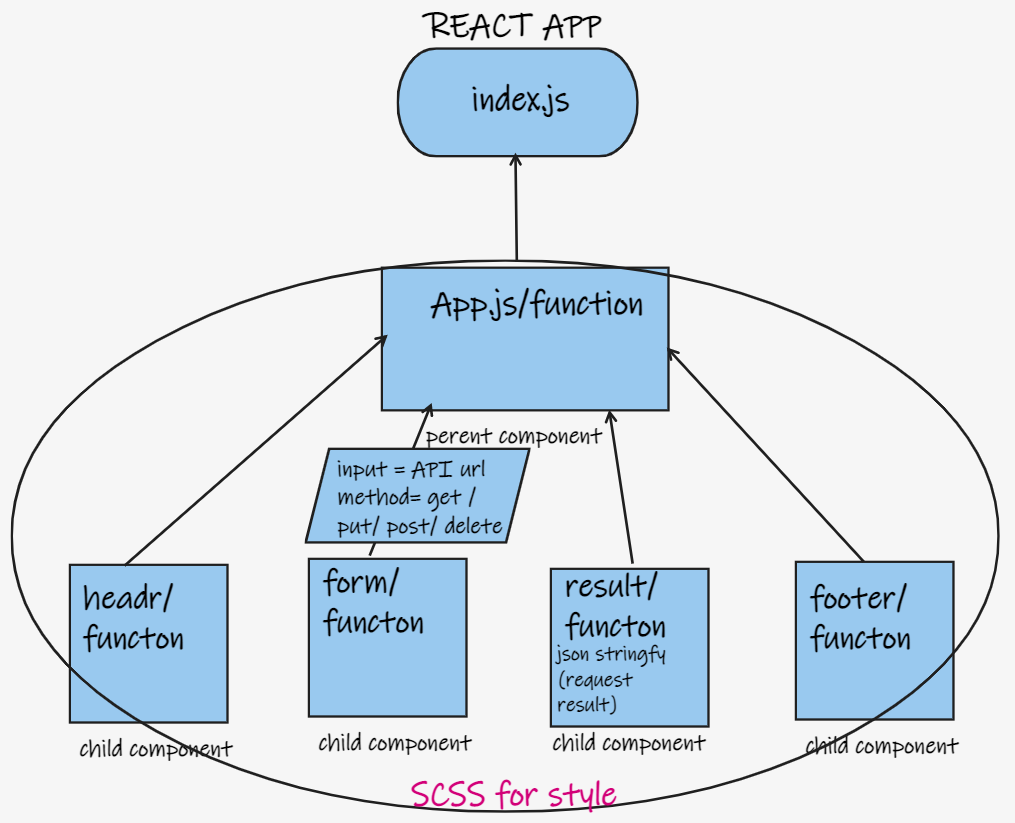 REACT APP
index.js
App.js/function
perent component
input = API url
method= get /
put/ post/ delete
headr/
functon
child component
form/
functon
child component
result/
functon
json stringfy
(request
result)
child component
footer/
functon
child component
SCSS for style